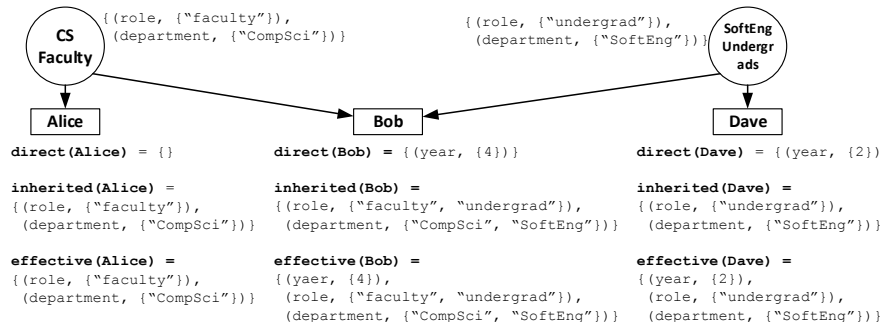 {(role, {“faculty”}),
(department, {“CompSci”})}
CS
Faculty
{(role, {“undergrad”}),
(department, {“SoftEng”})}
SoftEng
Undergr
ads
Alice
Bob
Dave
direct(Alice) = {}
direct(Bob) = {(year, {4})}
direct(Dave) = {(year, {2})
inherited(Alice) =
{(role, {“faculty”}),
(department, {“CompSci”})}
inherited(Bob) =
{(role, {“faculty”, “undergrad”}),
(department, {“CompSci”, “SoftEng”})}
inherited(Dave) =
{(role, {“undergrad”}),
(department, {“SoftEng”})}
effective(Alice) =
{(role, {“faculty”}),
(department, {“CompSci”})}
effective(Bob) =
{(yaer, {4}),
(role, {“faculty”, “undergrad”}),
(department, {“CompSci”, “SoftEng”})}
effective(Dave) =
{(year, {2}),
(role, {“undergrad”}),
(department, {“SoftEng”})}